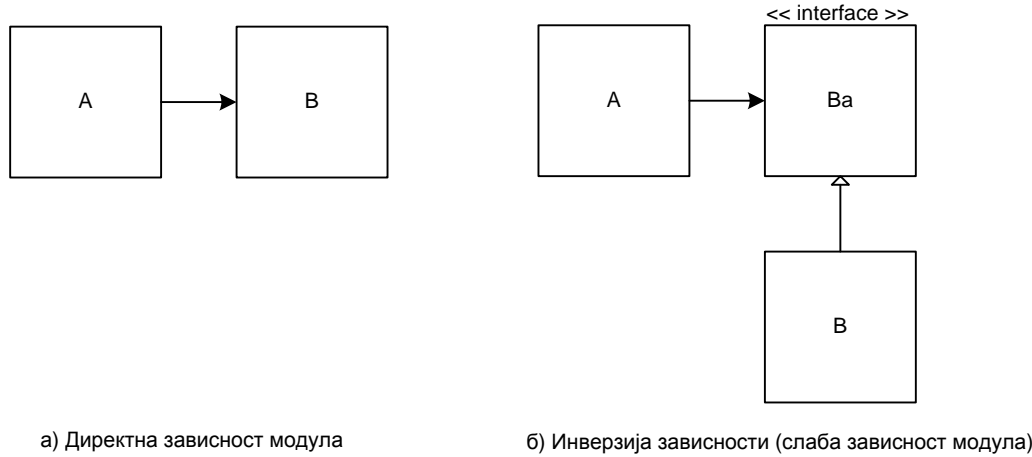 << interface >>
A
B
A
Ba
B
а) Директна зависност модула
б) Инверзија зависности (слаба зависност модула)